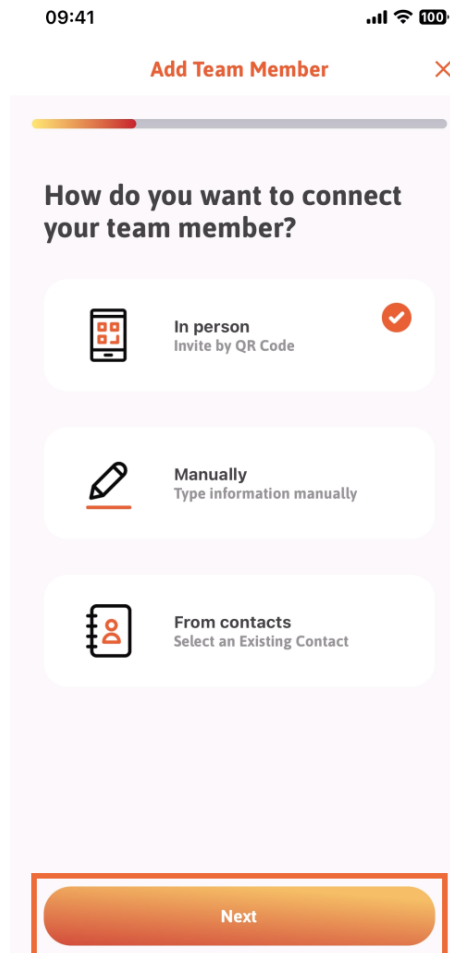 09:41
100
Add Team Member
How do you want to connect
your team member?
In person
Invite by QR Code
Manually
Type information manually
From contacts
Select an Existing Contact
Next